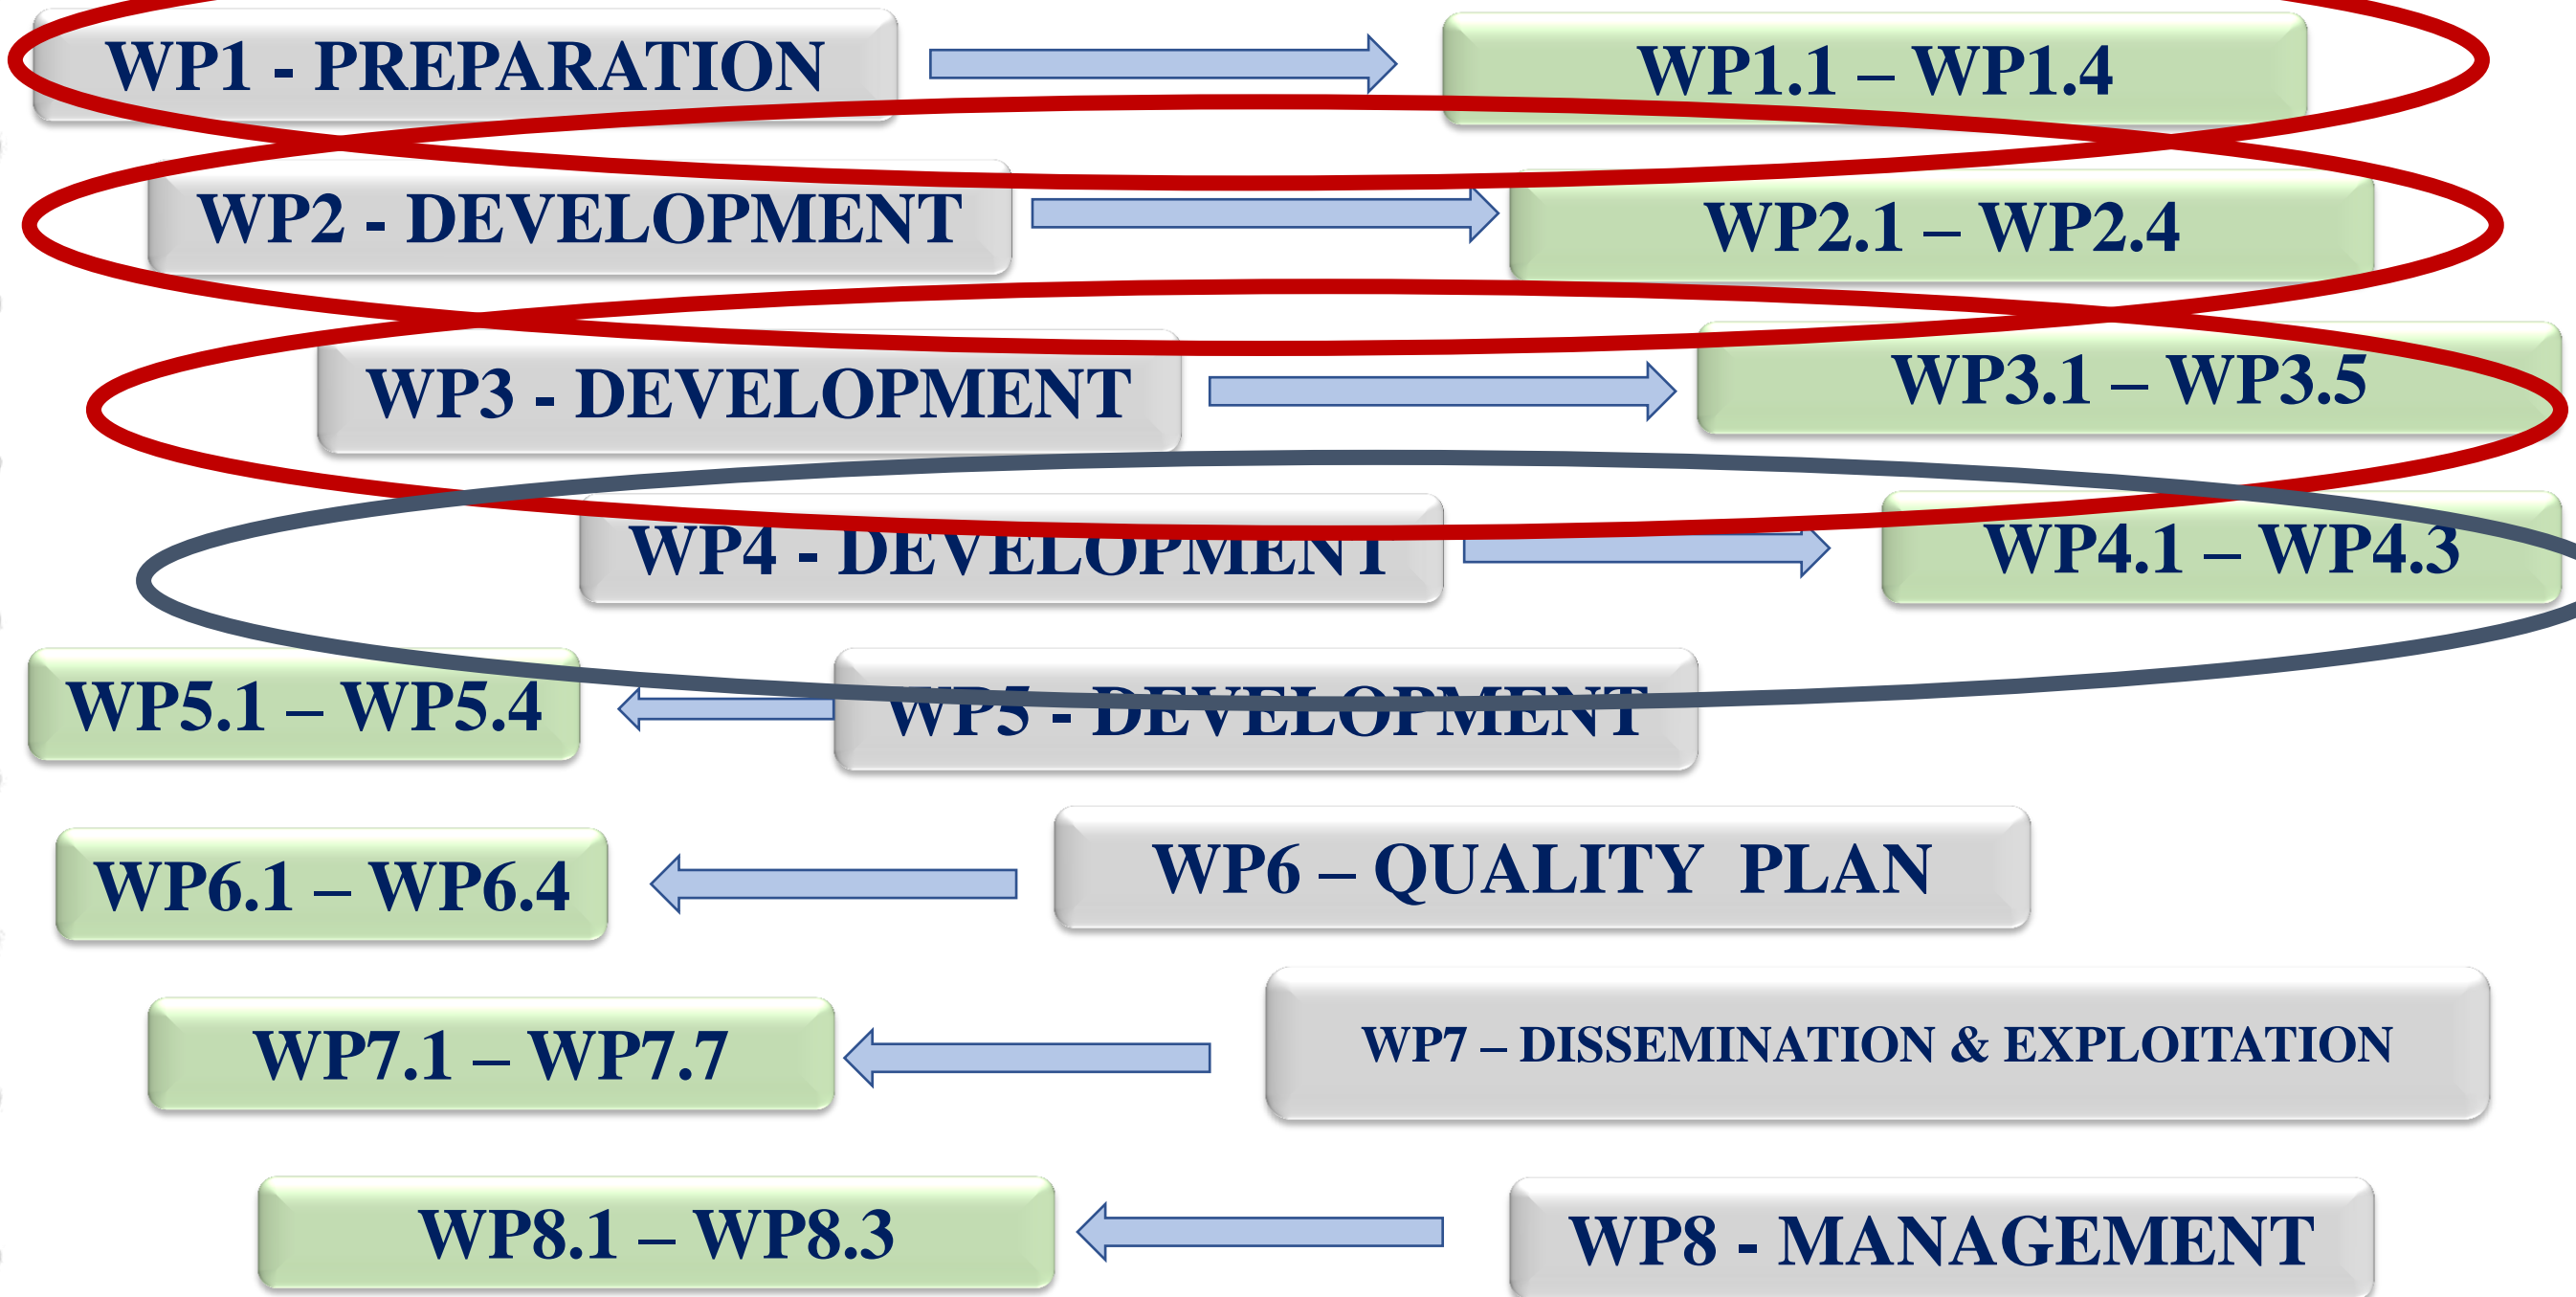 WP1 - PREPARATION
WP1.1 – WP1.4
WP2 - DEVELOPMENT
WP2.1 – WP2.4
WP3 - DEVELOPMENT
WP3.1 – WP3.5
WP4 - DEVELOPMENT
WP4.1 – WP4.3
WP5.1 – WP5.4
WP5 - DEVELOPMENT
WP6.1 – WP6.4
WP6 – QUALITY PLAN
WP7.1 – WP7.7
WP7 – DISSEMINATION & EXPLOITATION
WP8.1 – WP8.3
WP8 - MANAGEMENT